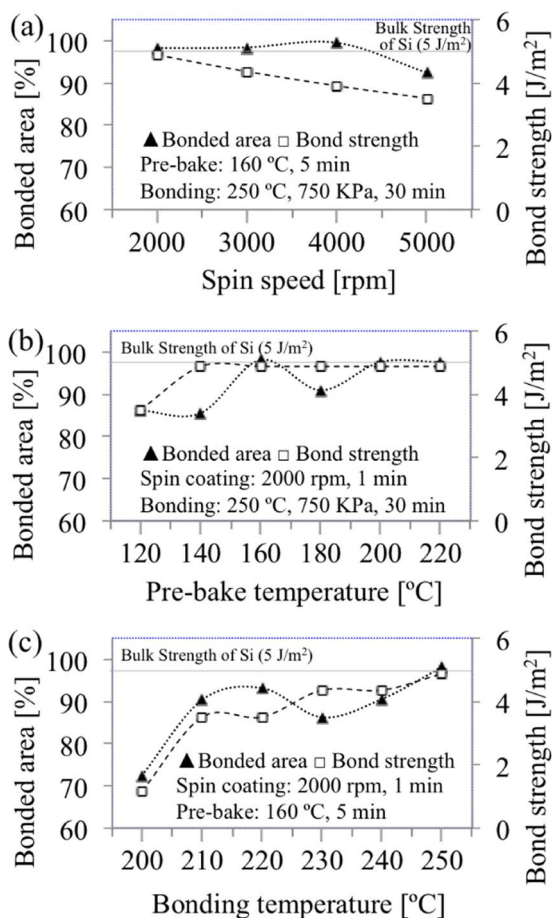 (a)
Bonded area [%]
100
90
80
70
60
Bulk Strength
of Si (5 J/m²)
▲Bonded area □ Bond strength
Pre-bake: 160 ºC, 5 min
Bonding: 250 ºC, 750 KPa, 30 min
6
4
2
0
Bond strength [J/m²]
2000 3000 4000 5000
Spin speed [rpm]
(b)
Bonded area [%]
100
90
80
70
60
Bulk Strength of Si (5 J/m²)
▲Bonded area □ Bond strength
Spin coating: 2000 rpm, 1 min
Bonding: 250 ºC, 750 KPa, 30 min
6
4
2
0
Bond strength [J/m²]
120 140 160 180 200 220
Pre-bake temperature [ºC]
(c)
Bonded area [%]
100
90
80
70
60
Bulk Strength of Si (5 J/m²)
▲Bonded area □ Bond strength
Spin coating: 2000 rpm, 1 min
Pre-bake: 160 ºC, 5 min
6
4
2
0
Bond strength [J/m²]
200 210 220 230 240 250
Bonding temperature [ºC]